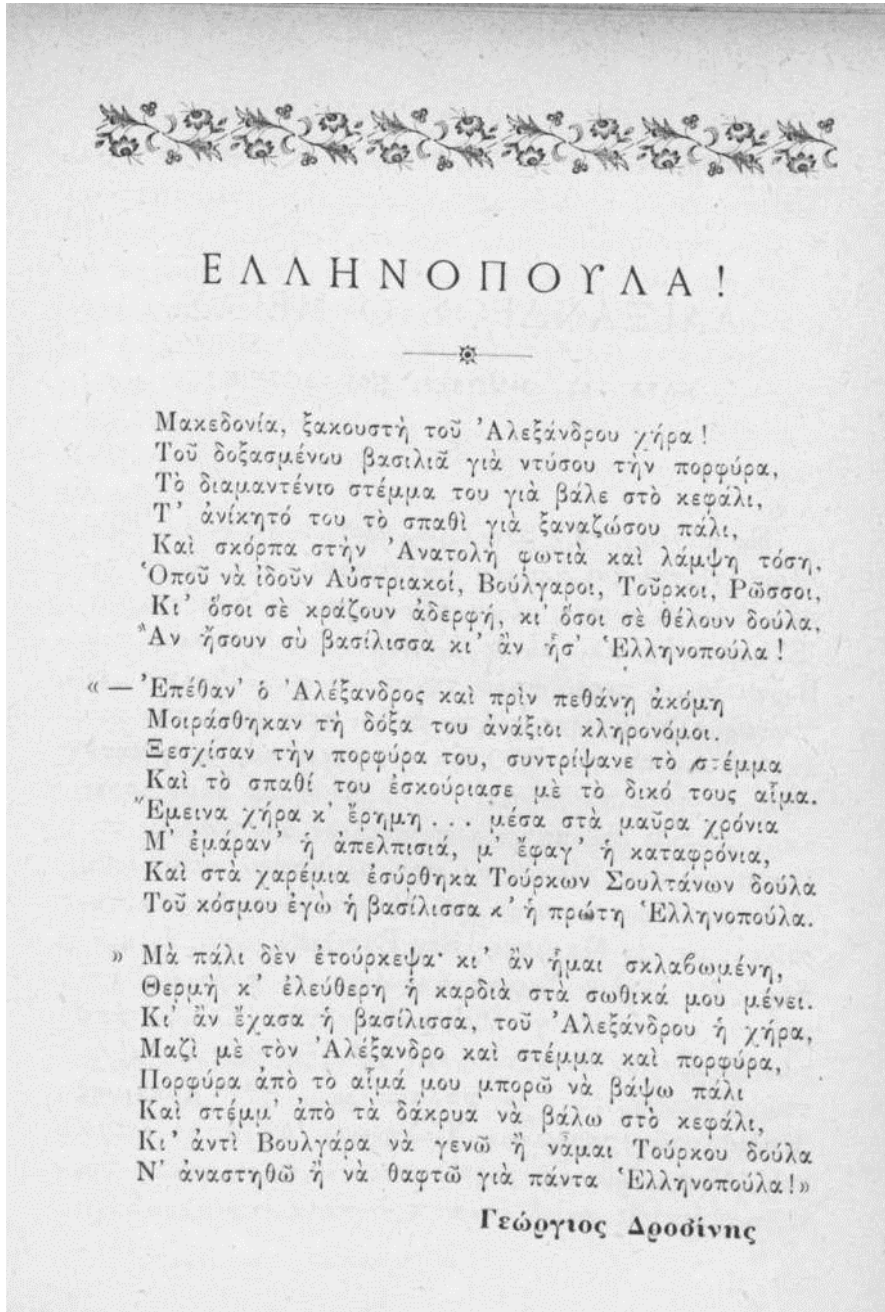 ΕΛΛΗΝΟΠΟΥΛΑ!
Μακεδονία, ξακουστὴ τοῦ Ἀλεξάνδρου χήρα!
Τοῦ δοξασμένου βασιλιᾶ γιὰ ντύσου τὴν πορφύρα,
Τὸ διαμαντένιο στέμμα του γιὰ βάλε στὸ κεφάλι,
Τ’ ἀνίκητό του τὸ σπαθὶ γιὰ ξαναζώσου πάλι,
Καὶ σκόρπα στὴν Ἀνατολὴ φωτιὰ καὶ λάμψη τόση,
Ὁποῦ νὰ ἰδοῦν Αὐστριακοί, Βούλγαροι, Τοῦρκοι, Ρῶσσοι,
Κι’ ὅσοι σὲ κράζουν ἀδερφή, κι’ ὅσοι σὲ θέλουν δούλα,
Ἂν ἤσουν σὺ βασίλισσα κι’ ἂν ἦσ’ Ἑλληνοπούλα!
« — Ἐπέθαν’ ὁ Ἀλέξανδρος καὶ πρὶν πεθάνῃ ἀκόμη
Μοιράσθηκαν τὴ δόξα του ἀνάξιοι κληρονόμοι.
Ξεσχίσαν τὴν πορφύρα του, συντρίψανε τὸ στέμμα
Καὶ τὸ σπαθί του ἐσκούριασε μὲ τὸ δικό τους αἷμα.
Ἔμεινα χήρα κ’ ἔρημη ... μέσα στὰ μαῦρα χρόνια
Μ’ ἐμάραν’ ἡ ἀπελπισιά, μ’ ἔφαγ’ ἡ καταφρόνια,
Καὶ στὰ χαρέμια ἐσύρθηκα Τούρκων Σουλτάνων δούλα
Τοῦ κόσμου ἐγὼ ἡ βασίλισσα κ’ ἡ πρώτη Ἑλληνοπούλα.
» Μὰ πάλι δὲν ἐτούρκεψα· κι’ ἂν ἦμαι σκλαβωμένη,
Θερμὴ κ’ ἐλεύθερη ἡ καρδιὰ στὰ σωθικά μου μένει.
Κι’ ἂν ἔχασα ἡ βασίλισσα, τοῦ Ἀλεξάνδρου ἡ χήρα,
Μαζὶ μὲ τὸν Ἀλέξανδρο καὶ στέμμα καὶ πορφύρα,
Πορφύρα ἀπὸ τὸ αἷμά μου μπορῶ νὰ βάψω πάλι
Καὶ στέμμ’ ἀπὸ τὰ δάκρυα νὰ βάλω στὸ κεφάλι,
Κι’ ἀντὶ Βουλγάρα νὰ γενῶ ἢ νἆμαι Τούρκου δούλα
Ν’ ἀναστηθῶ ἢ νὰ θαφτῶ γιὰ πάντα Ἑλληνοπούλα!»
Γεώργιος Δροσίνης